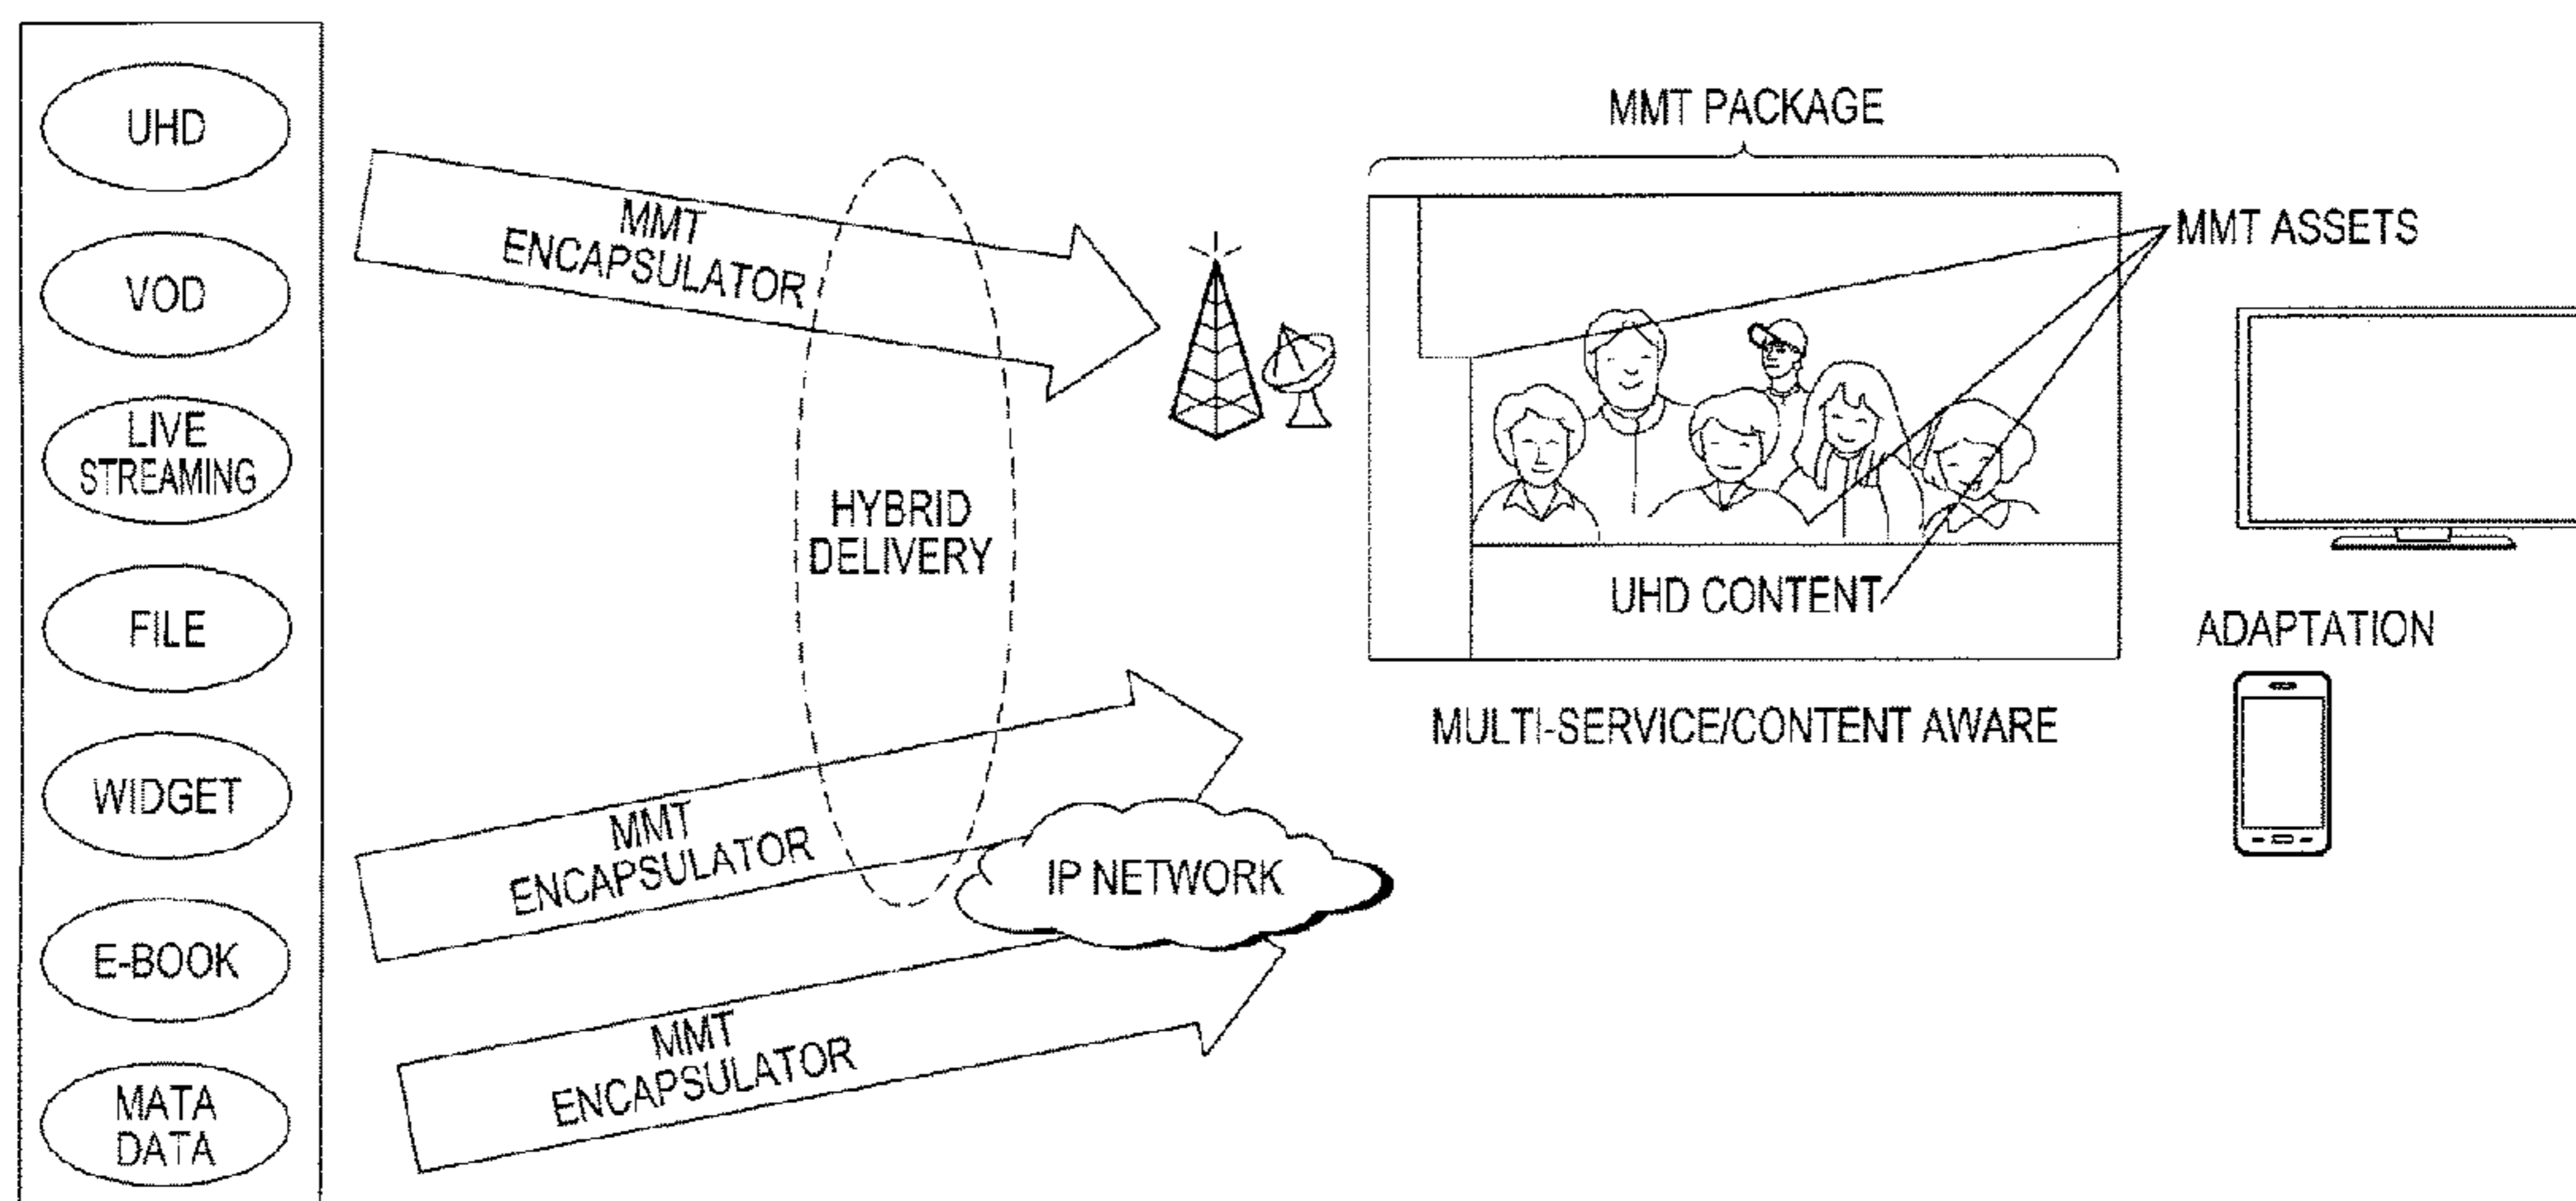 UHD
VOD
LIVE
STREAMING
FILE
WIDGET
E-BOOK
MATA
DATA
MMT
ENCAPSULATOR
HYBRID
DELIVERY
MMT
ENCAPSULATOR
IP NETWORK
MMT
ENCAPSULATOR
MMT PACKAGE
MMT ASSETS
UHD CONTENT
MULTI-SERVICE/CONTENT AWARE
ADAPTATION